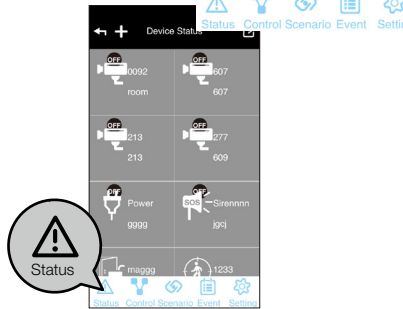 Device Status
Status Control Scenario Event Settin
OFF OFF
0092 607
room 607
OFF OFF
213 277
213 609
OFF OFF
Power SOS Sirennnn
gggg jgcj
maggg 1233
Status
Status Control Scenario Event Setting